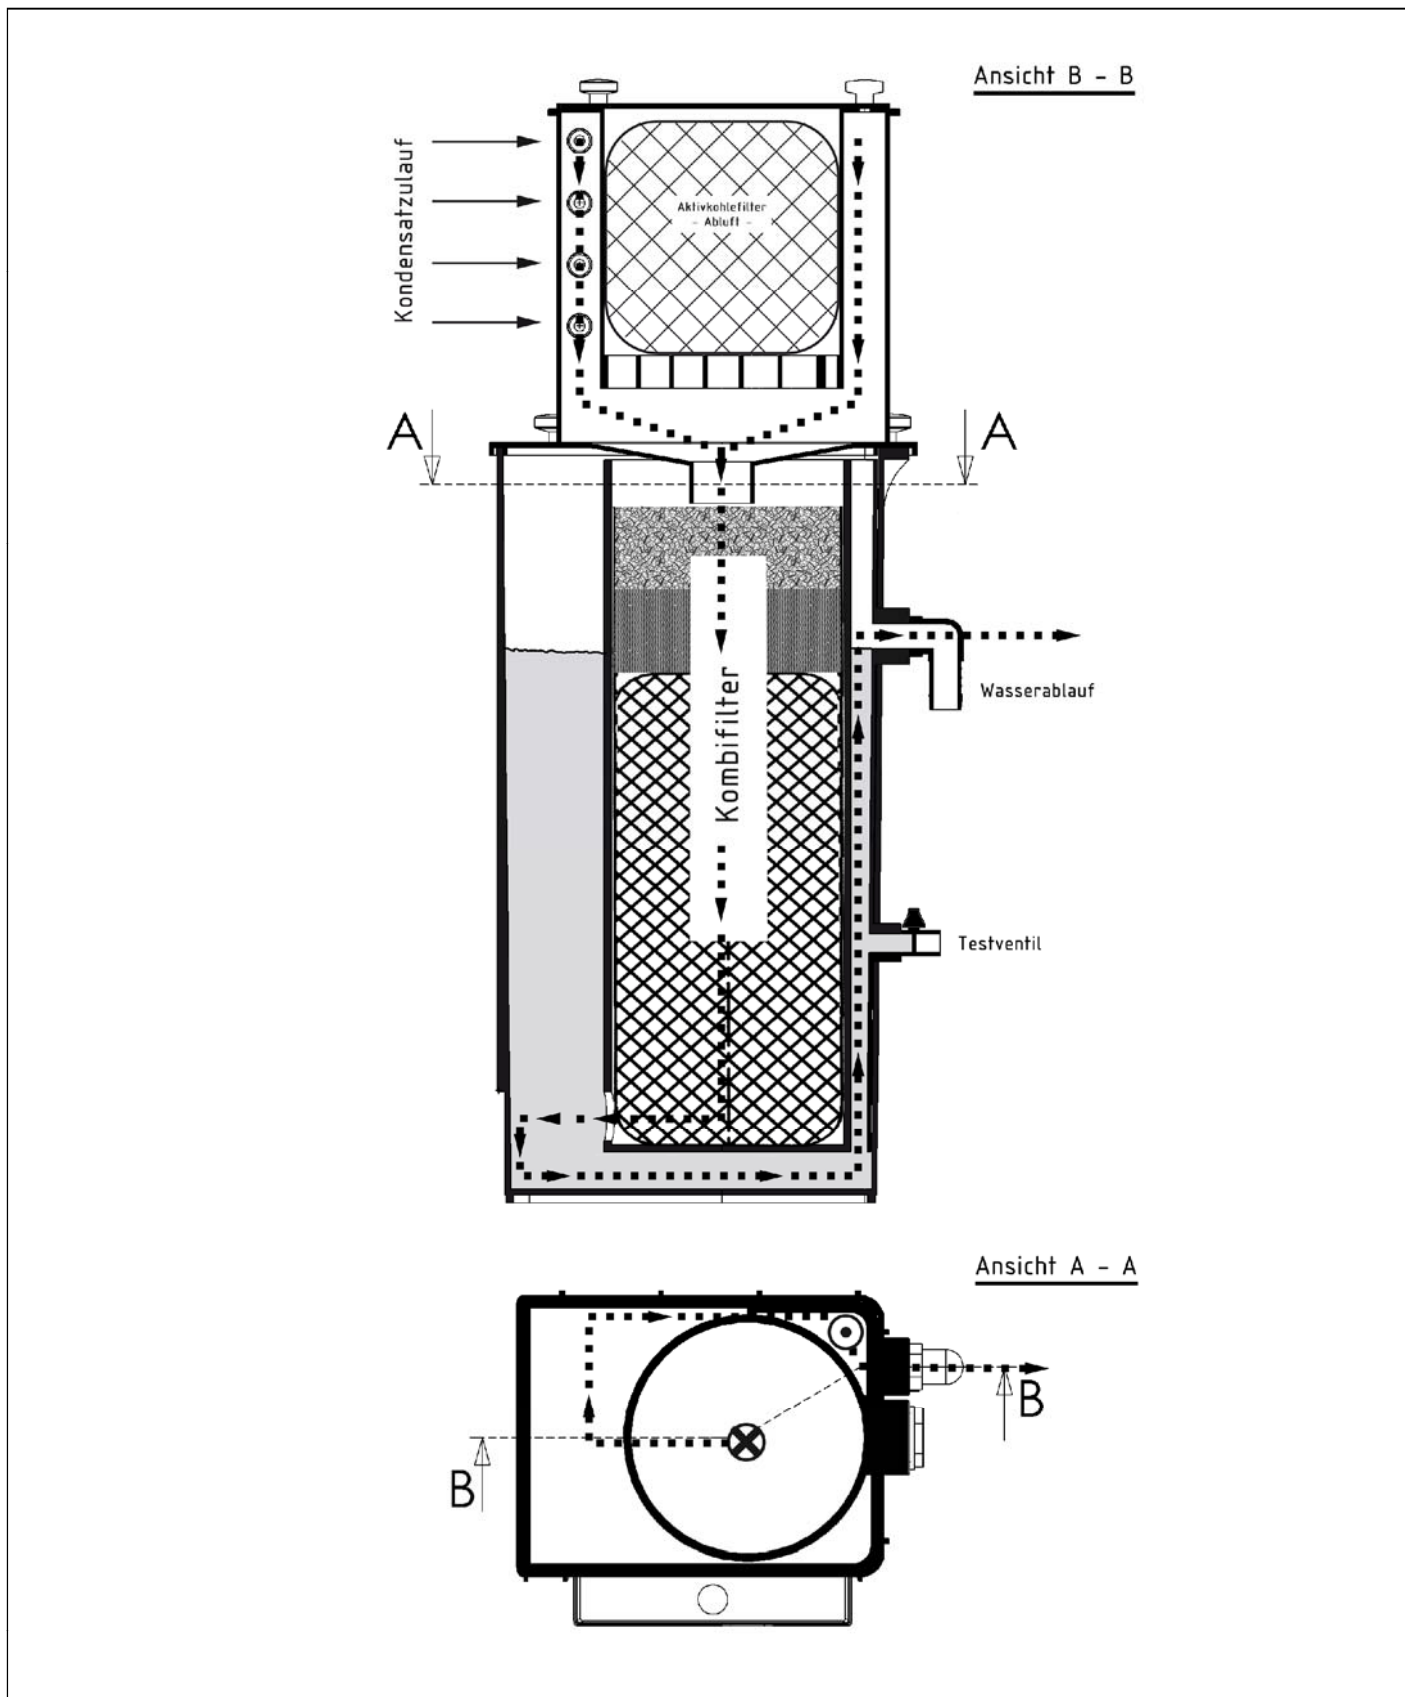 Ansicht B - B
Kondensatzulauf
Aktivkohlefilter
- Abluft -
A
A
Kombifilter
Wasserablauf
Testventil
Ansicht A - A
B
B